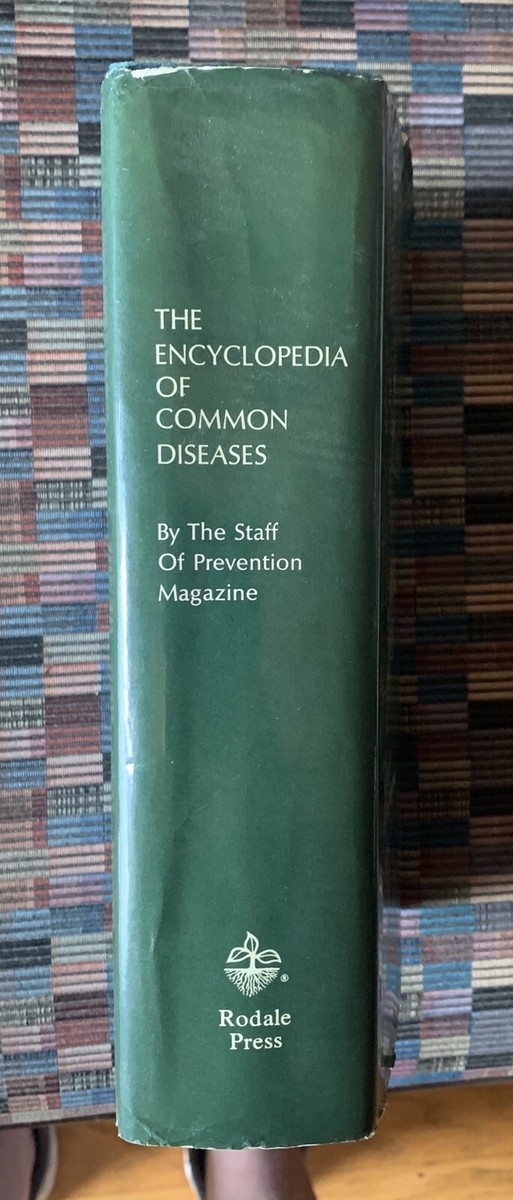 THE
ENCYCLOPEDIA
OF
COMMON
DISEASES
By The Staff
Of Prevention
Magazine
®
Rodale
Press